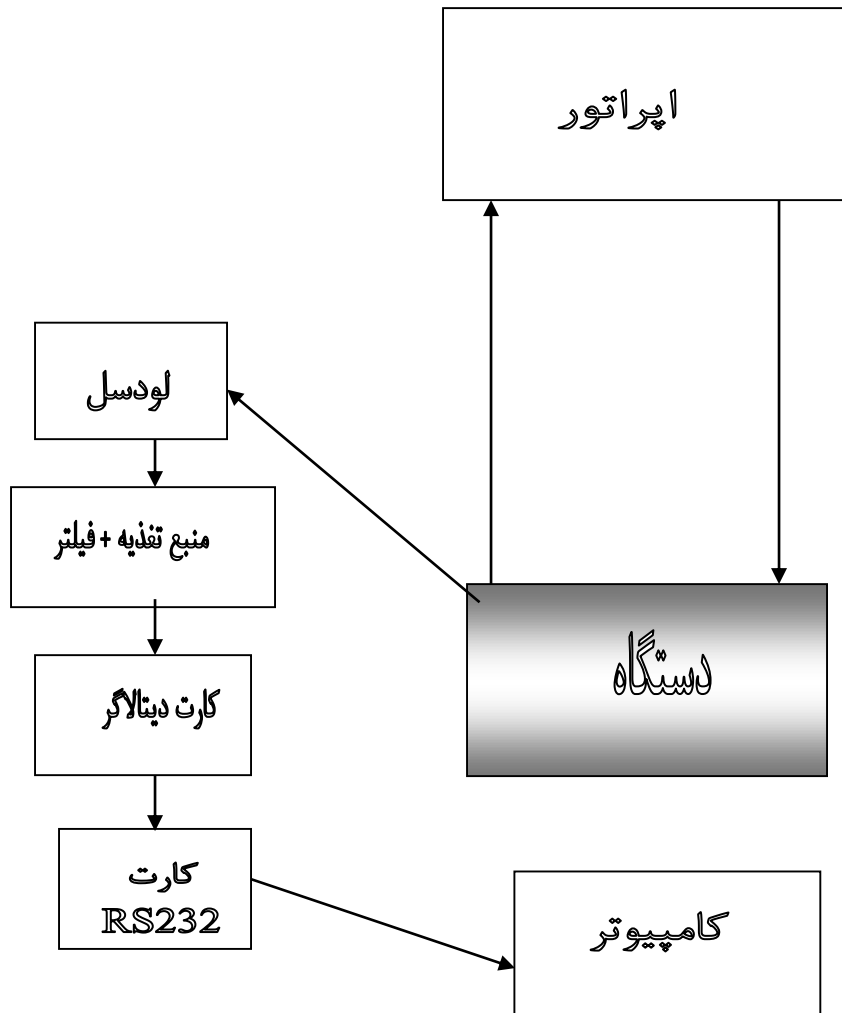 اپراتور
لودسل
منبع تغذیه + فیلتر
کارت دیتالاگر
کارت
RS232
دستگاه
کامپیوتر